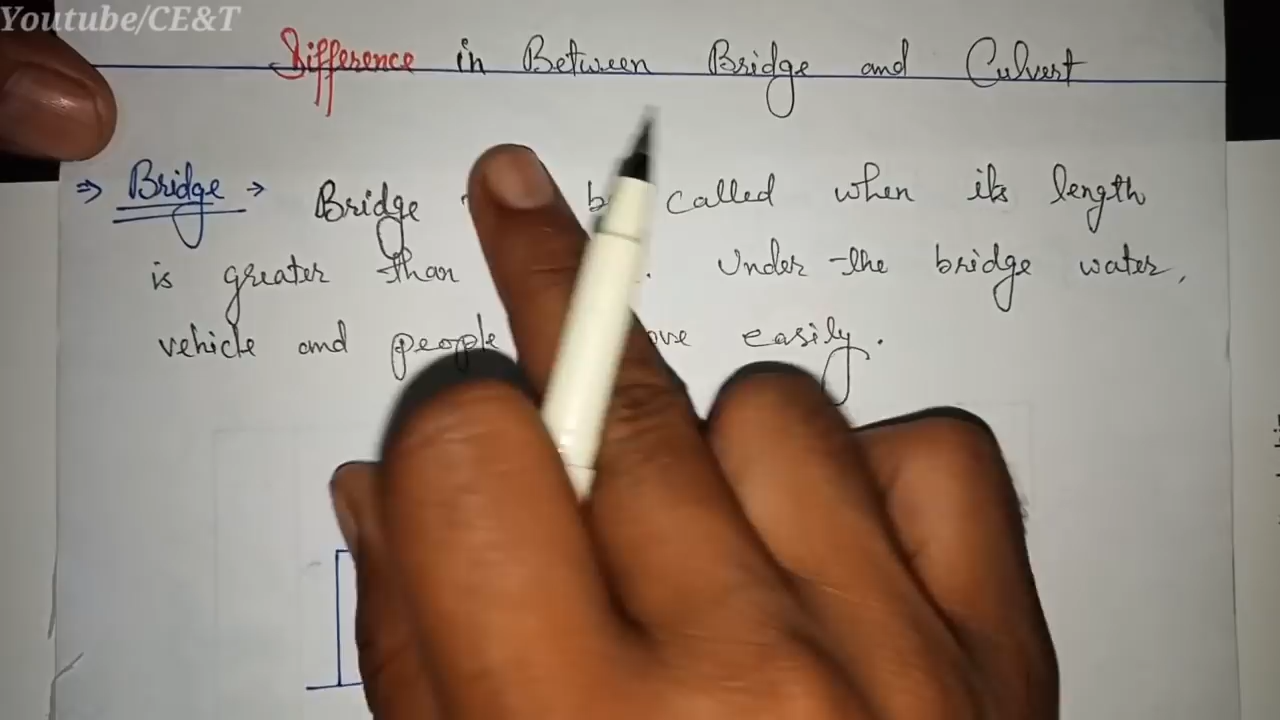 Youtube/CE&T
Difference in Between Bridge and Culvert
⇒ Bridge → Bridge called when its length
is greater than . Under the bridge water,
vehicle and people easily.